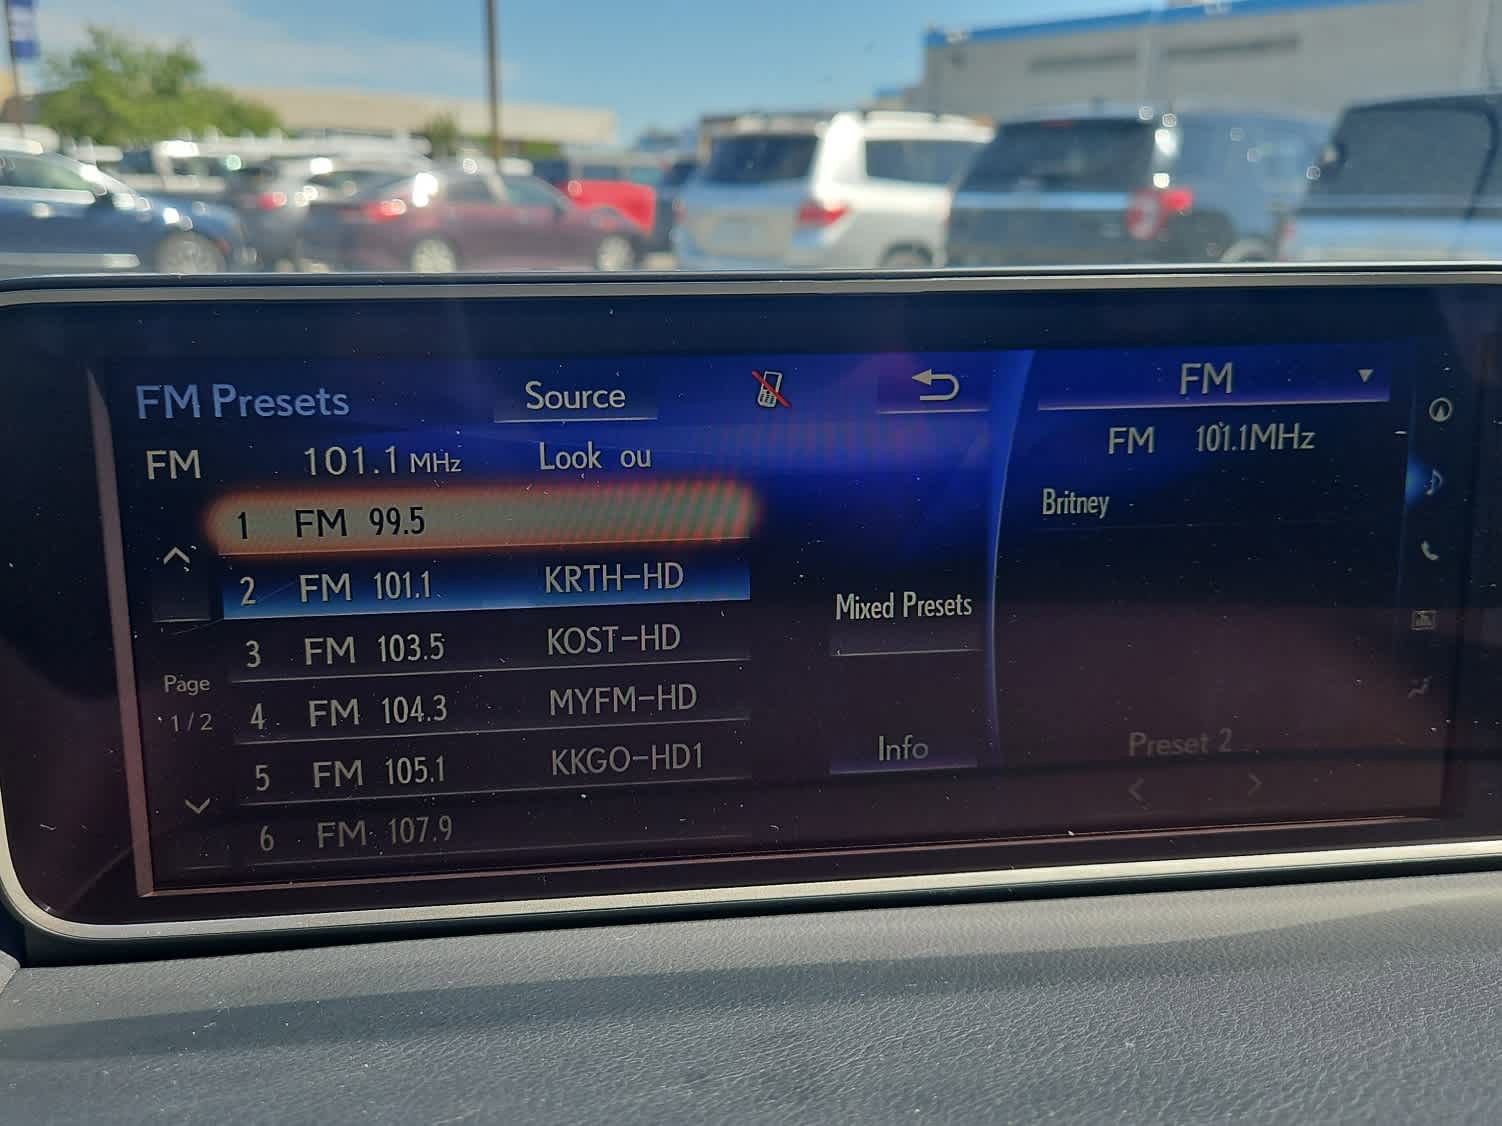 FM Presets Source
FM 101.1 MHz Look ou
1 FM 99.5
2 FM 101.1 KRTH-HD
3 FM 103.5 KOST-HD
4 FM 104.3 MYFM-HD
5 FM 105.1 KKGO-HD1
6 FM 107.9
Page
1/2
Mixed Presets
Info
FM
FM 101.1MHz
Britney
Preset 2